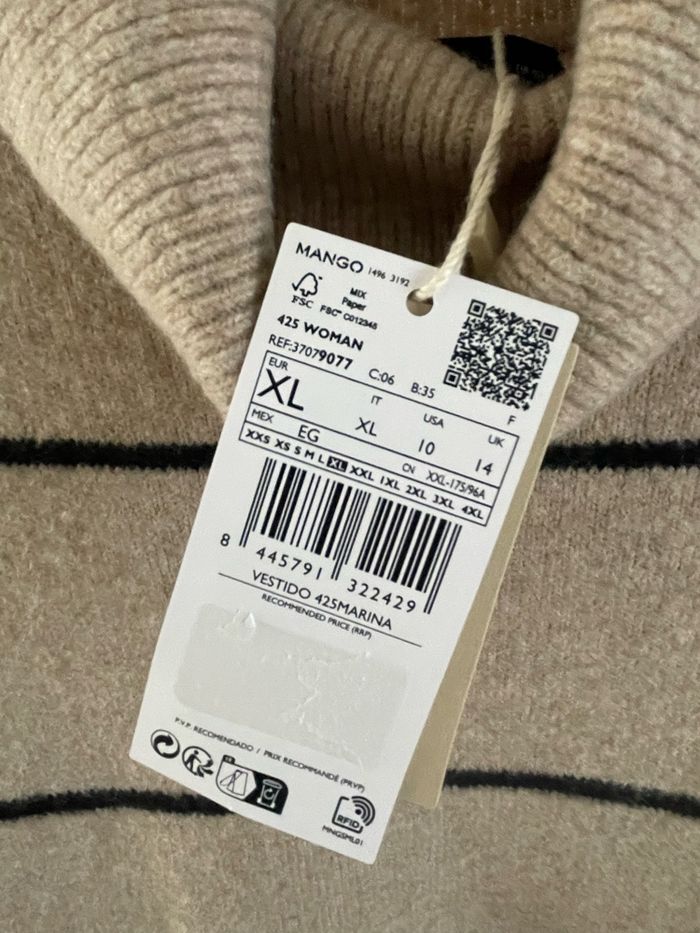 MANGO 1496 3192
FSC
MIX
Paper
FSC™ C012345
425 WOMAN
REF:37079077 C:06 B:35 F
EUR XL IT XL USA 10 UK 14
MEX EG CN XXL-175/96A
XXS XS S M L XL XXL 1XL 2XL 3XL 4XL
8 445791 322429
VESTIDO 425MARINA
RECOMMENDED PRICE (RRP)
P.V.P. RECOMENDADO / PRIX RECOMMANDÉ (PRVP)
FR
RFID
MNGSML01